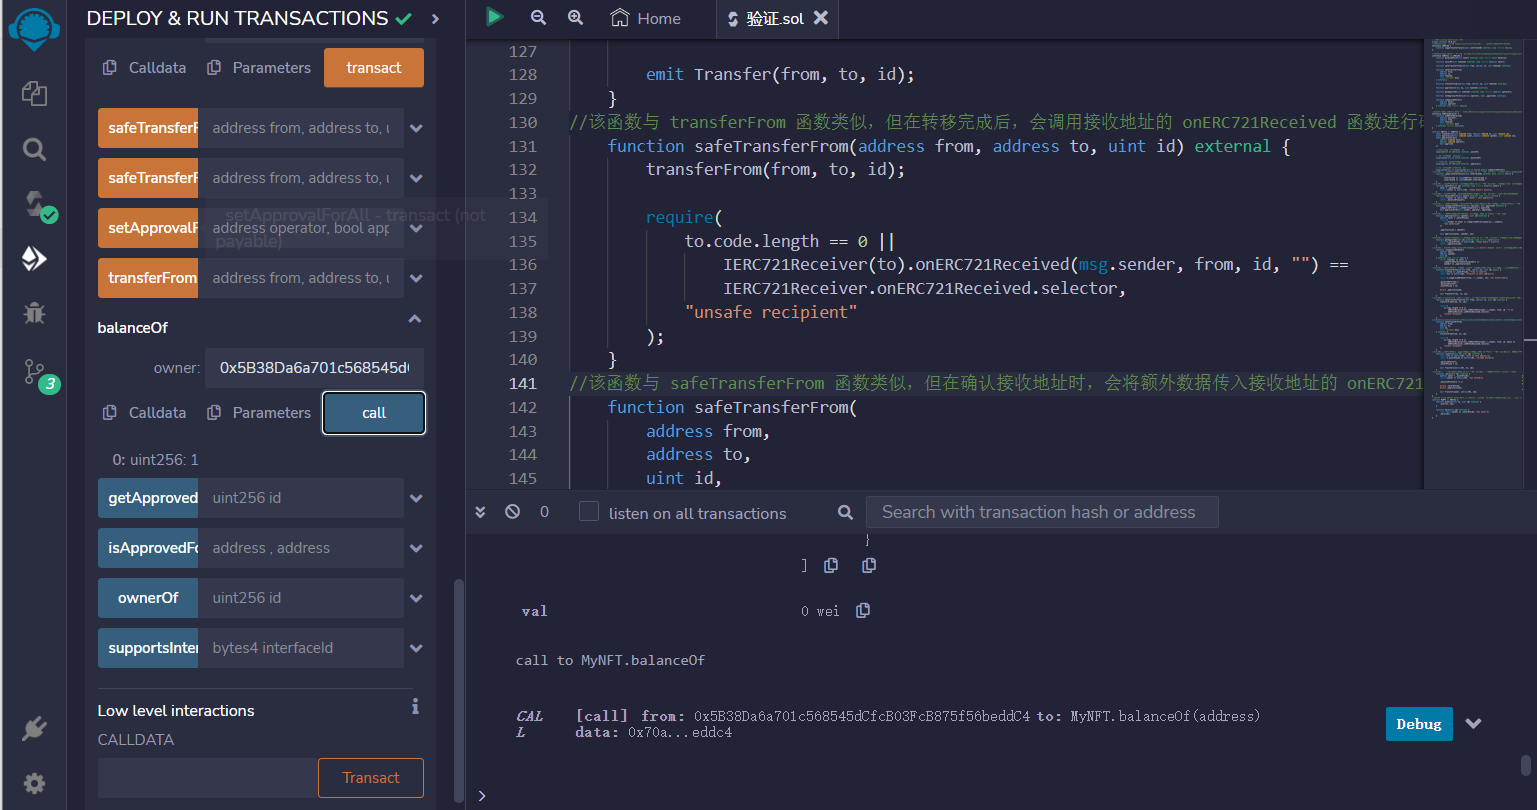 DEPLOY & RUN TRANSACTIONS
Calldata Parameters transact
safeTransferF address from, address to, u
safeTransferF address from, address to, u
setApprovalF address operator, bool app
setApprovalForAll - transact (not
payable)
transferFrom address from, address to, u
balanceOf
owner: 0x5B38Da6a701c568545d
Calldata Parameters call
0: uint256: 1
getApproved uint256 id
isApprovedFo address , address
ownerOf uint256 id
supportsInter bytes4 interfaceId
Low level interactions
CALLDATA
Transact
3
Home 验证.sol
127
128 emit Transfer(from, to, id);
129 }
130 //该函数与 transferFrom 函数类似，但在转移完成后，会调用接收地址的 onERC721Received 函数进行
131 function safeTransferFrom(address from, address to, uint id) external {
132 transferFrom(from, to, id);
133
134 require(
135 to.code.length == 0 ||
136 IERC721Receiver(to).onERC721Received(msg.sender, from, id, "") ==
137 IERC721Receiver.onERC721Received.selector,
138 "unsafe recipient"
139 );
140 }
141 //该函数与 safeTransferFrom 函数类似，但在确认接收地址时，会将额外数据传入接收地址的 onERC721
142 function safeTransferFrom(
143 address from,
144 address to,
145 uint id,
0 listen on all transactions Search with transaction hash or address
}
]
val 0 wei
call to MyNFT.balanceOf
CAL [call] from: 0x5B38Da6a701c568545dCfcB03FcB875f56beddC4 to: MyNFT.balanceOf(address)
L data: 0x70a...eddc4
Debug
>